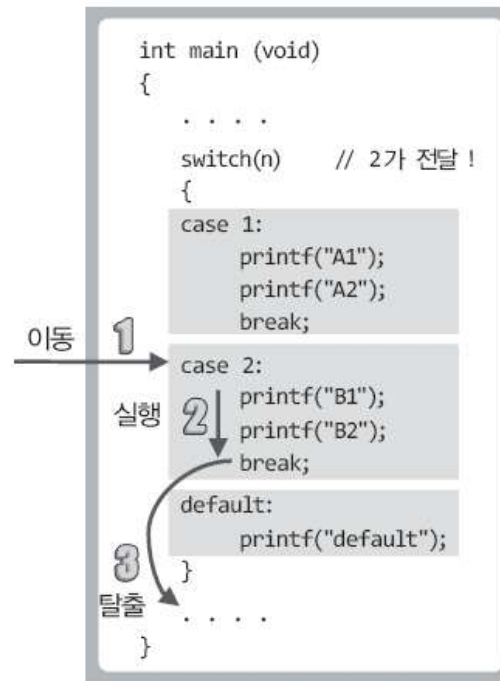 int main (void)
{
. . . .
switch(n) // 2가 전달 !
{
case 1:
printf("A1");
printf("A2");
break;
이동 1
case 2:
printf("B1");
실행 2
printf("B2");
break;
default:
printf("default");
3 }
탈출
. . . .
}